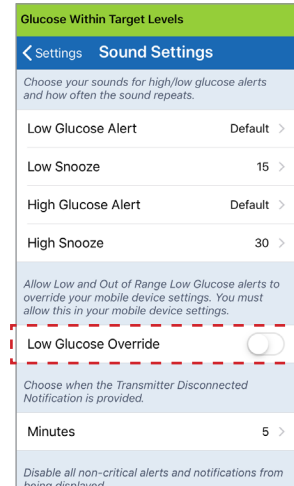 Glucose Within Target Levels
Settings Sound Settings
Choose your sounds for high/low glucose alerts
and how often the sound repeats.
Low Glucose Alert Default
Low Snooze 15
High Glucose Alert Default
High Snooze 30
Allow Low and Out of Range Low Glucose alerts to
override your mobile device settings. You must
allow this in your mobile device settings.
Low Glucose Override
Choose when the Transmitter Disconnected
Notification is provided.
Minutes 5
Disable all non-critical alerts and notifications from
being displayed